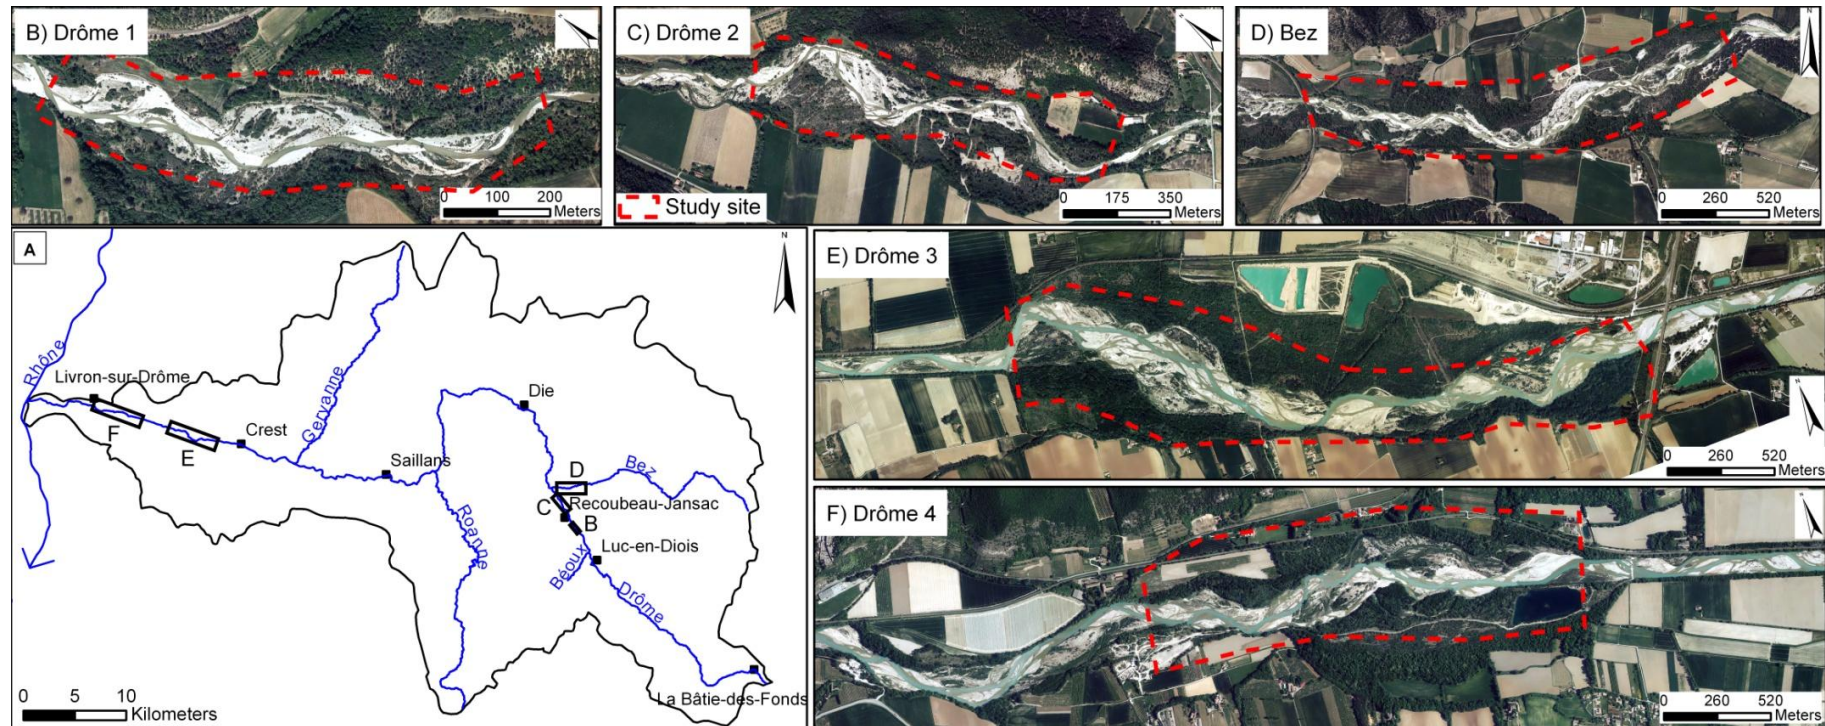 B) Drôme 1
N
0 100 200
Meters
C) Drôme 2
N
Study site
0 175 350
Meters
D) Bez
N
0 260 520
Meters
A
N
Rhône
Livron-sur-Drôme
F
E
Crest
Gervanne
Saillans
Die
Roanne
D
Bez
C
Recoubeau-Jansac
B
Luc-en-Diois
Béoux
Drôme
La Bâtie-des-Fonds
0 5 10
Kilometers
E) Drôme 3
N
0 260 520
Meters
F) Drôme 4
N
0 260 520
Meters